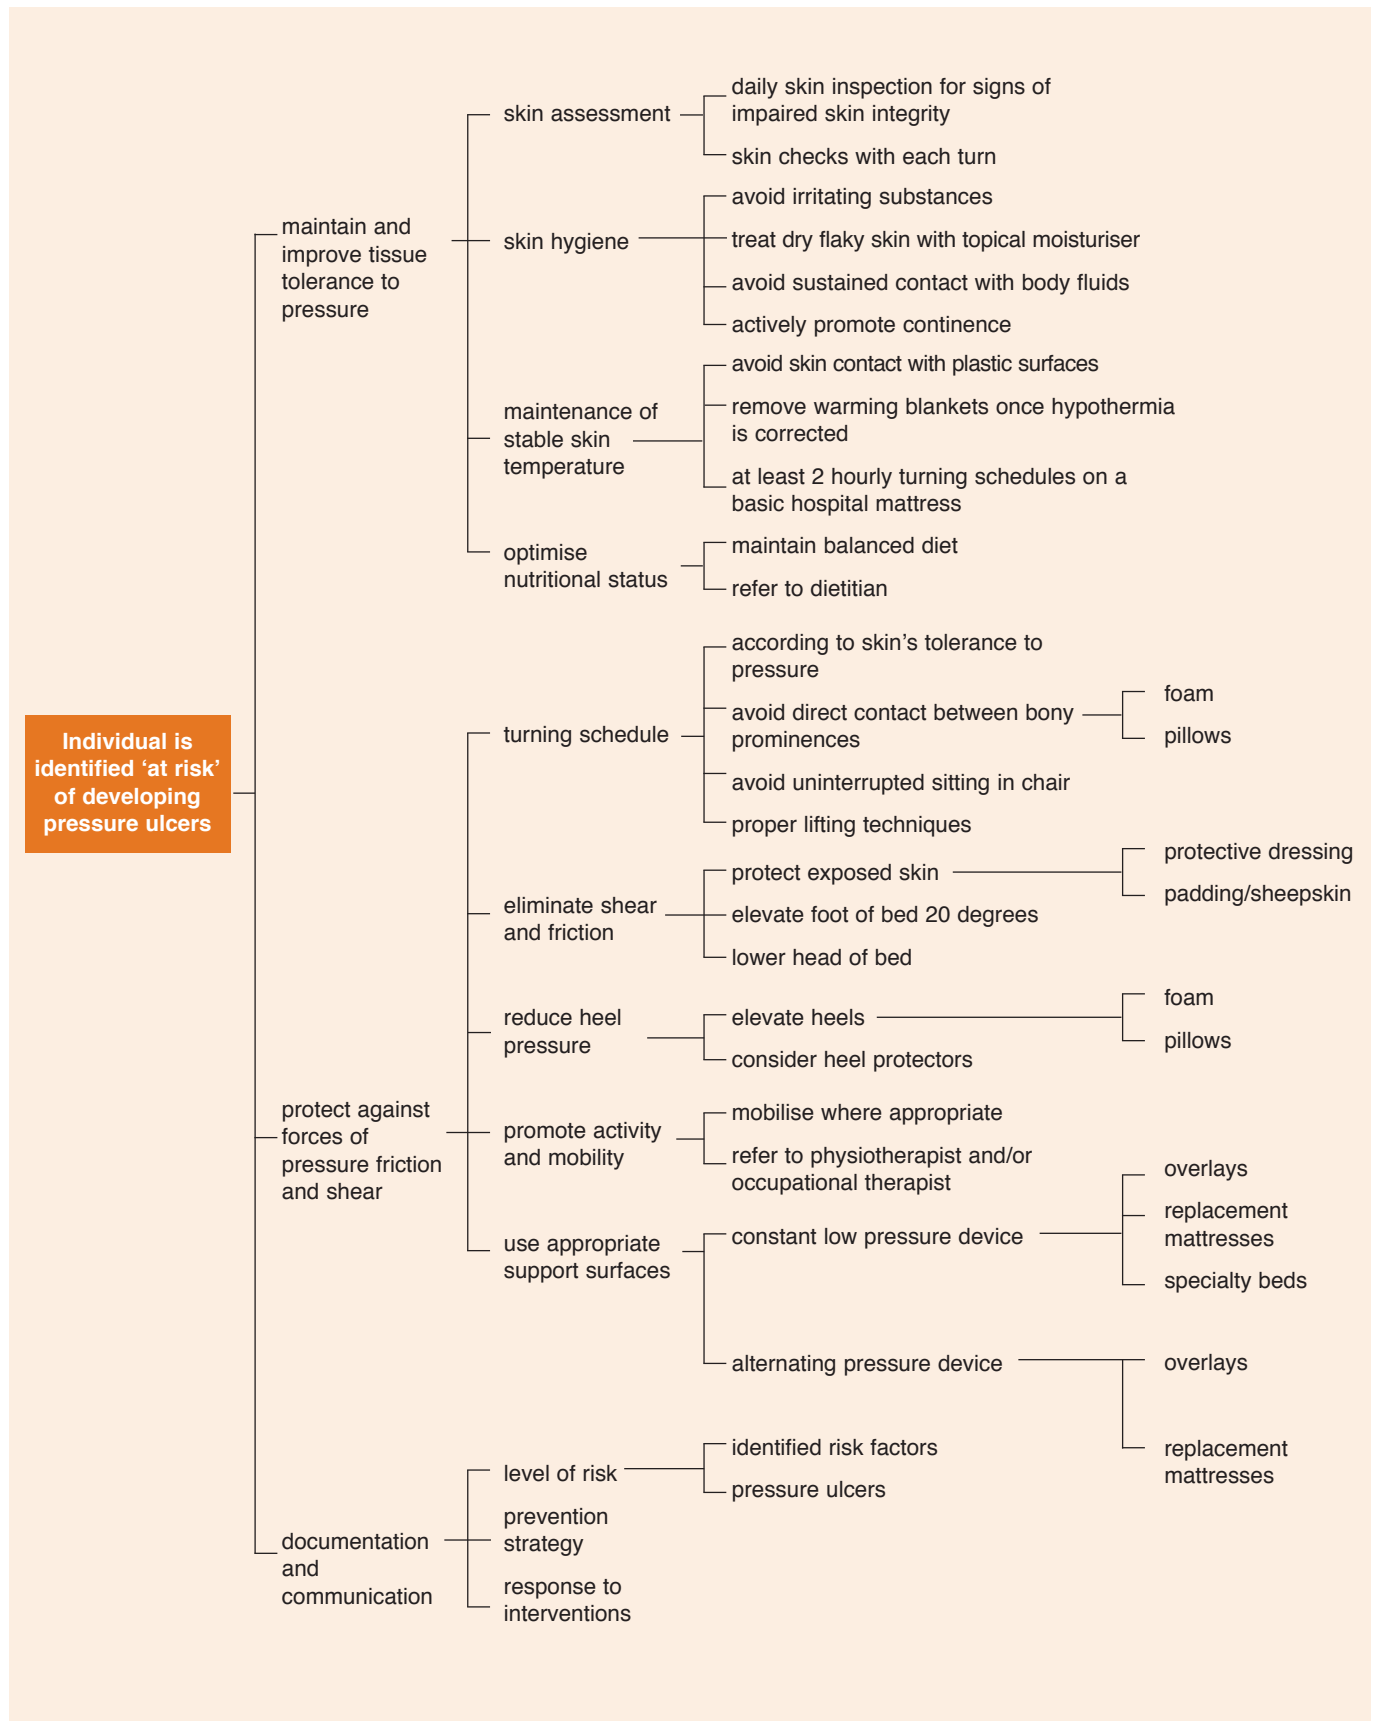 Individual is
identified ‘at risk’
of developing
pressure ulcers
maintain and
improve tissue
tolerance to
pressure
skin assessment
daily skin inspection for signs of
impaired skin integrity
skin checks with each turn
skin hygiene
avoid irritating substances
treat dry flaky skin with topical moisturiser
avoid sustained contact with body fluids
actively promote continence
maintenance of
stable skin
temperature
avoid skin contact with plastic surfaces
remove warming blankets once hypothermia
is corrected
at least 2 hourly turning schedules on a
basic hospital mattress
optimise
nutritional status
maintain balanced diet
refer to dietitian
protect against
forces of
pressure friction
and shear
turning schedule
according to skin’s tolerance to
pressure
avoid direct contact between bony
prominences
foam
pillows
avoid uninterrupted sitting in chair
proper lifting techniques
eliminate shear
and friction
protect exposed skin
protective dressing
padding/sheepskin
elevate foot of bed 20 degrees
lower head of bed
reduce heel
pressure
elevate heels
foam
pillows
consider heel protectors
promote activity
and mobility
mobilise where appropriate
refer to physiotherapist and/or
occupational therapist
use appropriate
support surfaces
constant low pressure device
overlays
replacement
mattresses
specialty beds
alternating pressure device
overlays
replacement
mattresses
documentation
and
communication
level of risk
identified risk factors
pressure ulcers
prevention
strategy
response to
interventions